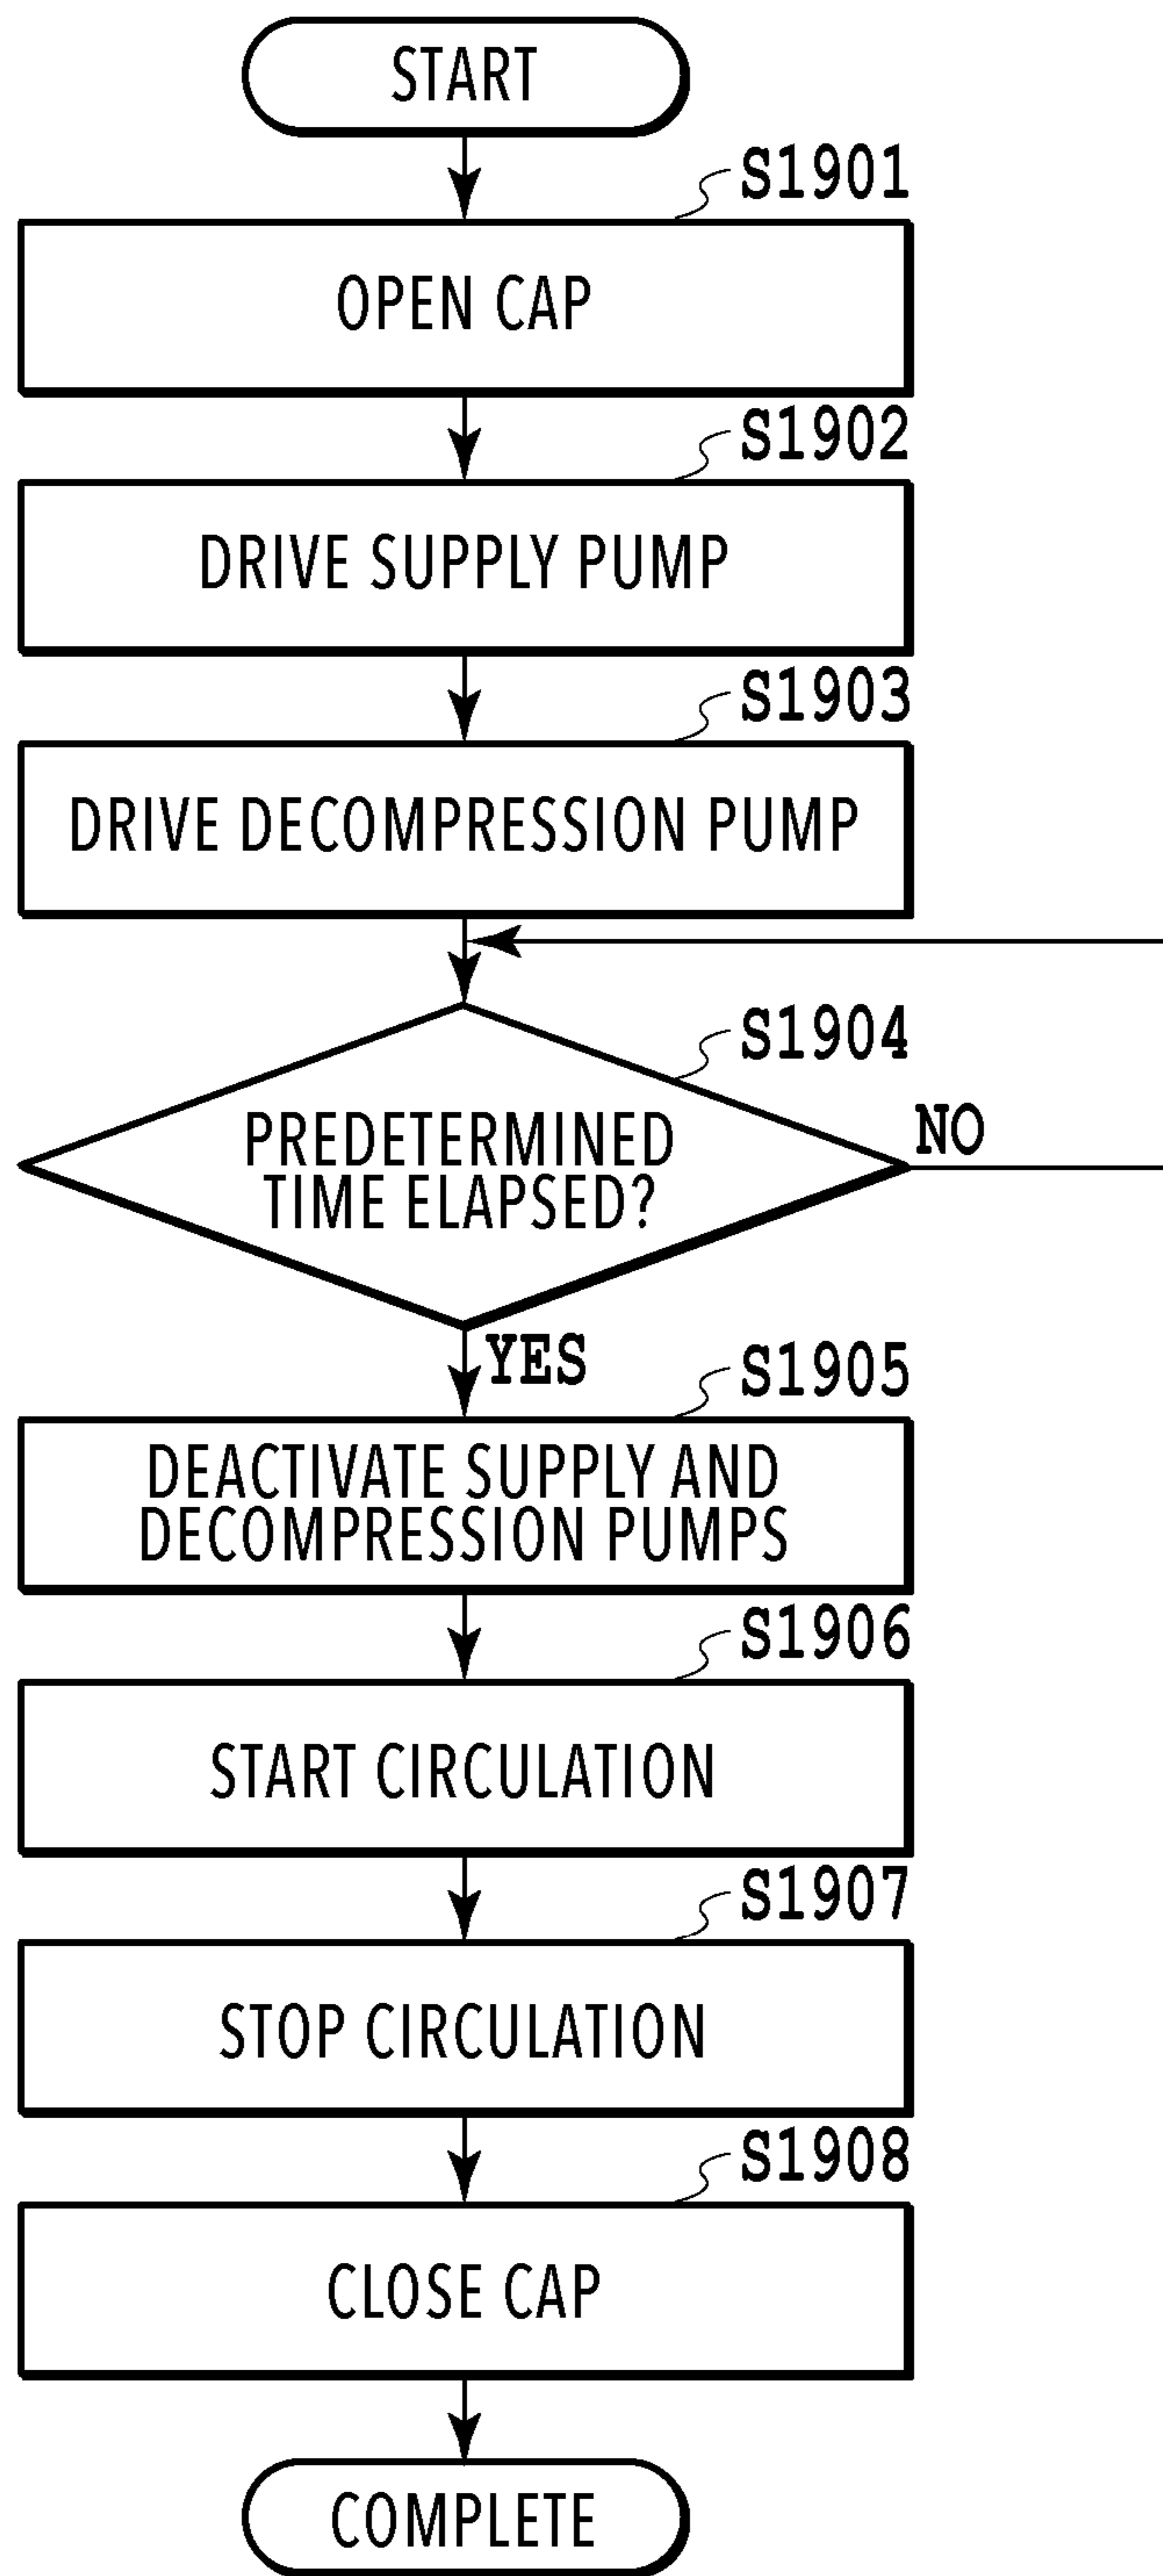 START
S1901
OPEN CAP
S1902
DRIVE SUPPLY PUMP
S1903
DRIVE DECOMPRESSION PUMP
S1904
PREDETERMINED
TIME ELAPSED?
NO
YES
S1905
DEACTIVATE SUPPLY AND
DECOMPRESSION PUMPS
S1906
START CIRCULATION
S1907
STOP CIRCULATION
S1908
CLOSE CAP
COMPLETE